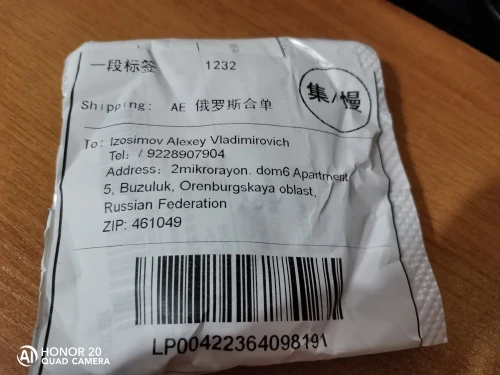 一段标签 1232
集/慢
Shipping: AE 俄罗斯合单
To: Izosimov Alexey Vladimirovich
Tel: / 9228907904
Address: 2mikrorayon. dom6 Apartment
5, Buzuluk, Orenburgskaya oblast,
Russian Federation
ZIP: 461049
LP00422364098191
HONOR 20
QUAD CAMERA